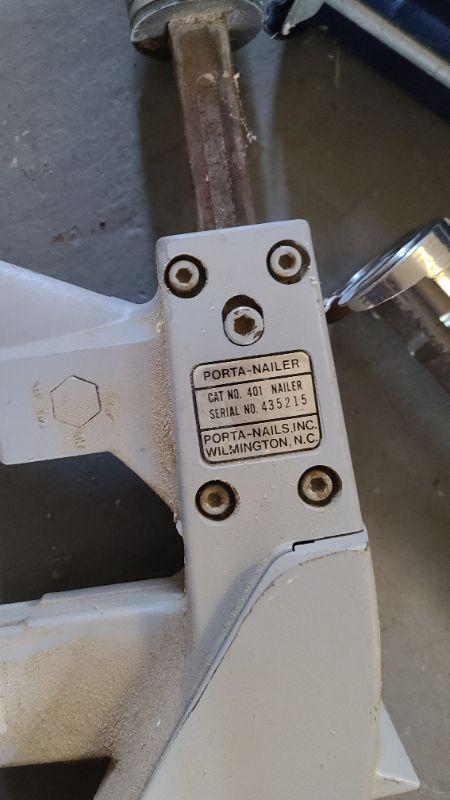 PORTA-NAILER
CAT NO. 401 NAILER
SERIAL NO. 435215
PORTA-NAILS, INC.
WILMINGTON, N.C.